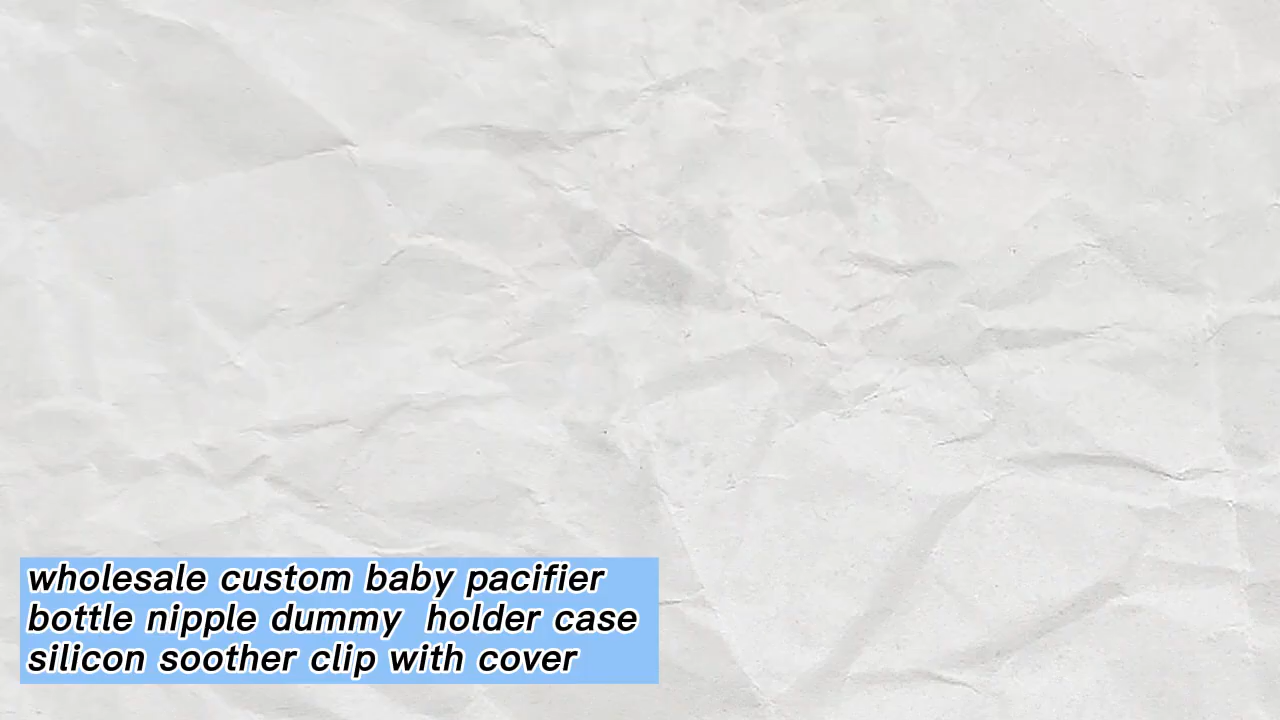 wholesale custom baby pacifier
bottle nipple dummy  holder case
silicon soother clip with cover